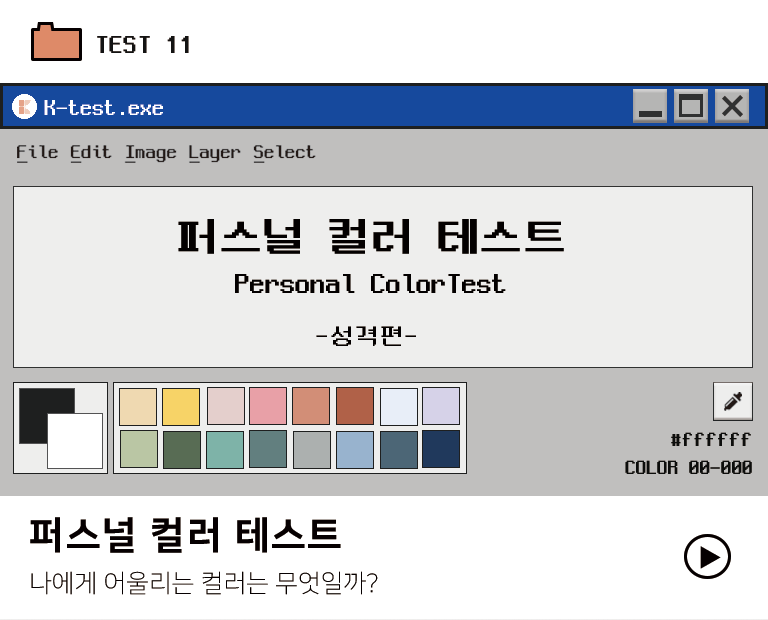 TEST 11
K-test.exe
File Edit Image Layer Select
퍼스널 컬러 테스트
Personal ColorTest
-성격편-
#ffffff
COLOR 00-000
퍼스널 컬러 테스트
나에게 어울리는 컬러는 무엇일까?